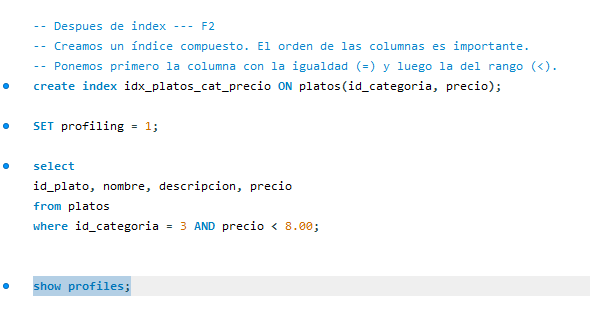 -- Despues de index --- F2
-- Creamos un índice compuesto. El orden de las columnas es importante.
-- Ponemos primero la columna con la igualdad (=) y luego la del rango (<).
create index idx_platos_cat_precio ON platos(id_categoria, precio);
SET profiling = 1;
select
id_plato, nombre, descripcion, precio
from platos
where id_categoria = 3 AND precio < 8.00;
show profiles;